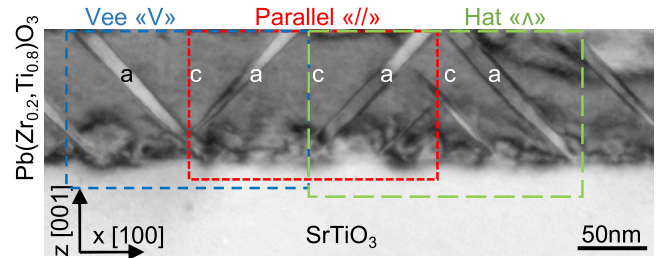 Vee «V» Parallel «//» Hat «ʌ»
Pb(Zr0.2,Ti0.8)O3
a c a c a c a
z [001]
x [100]
SrTiO3
50nm